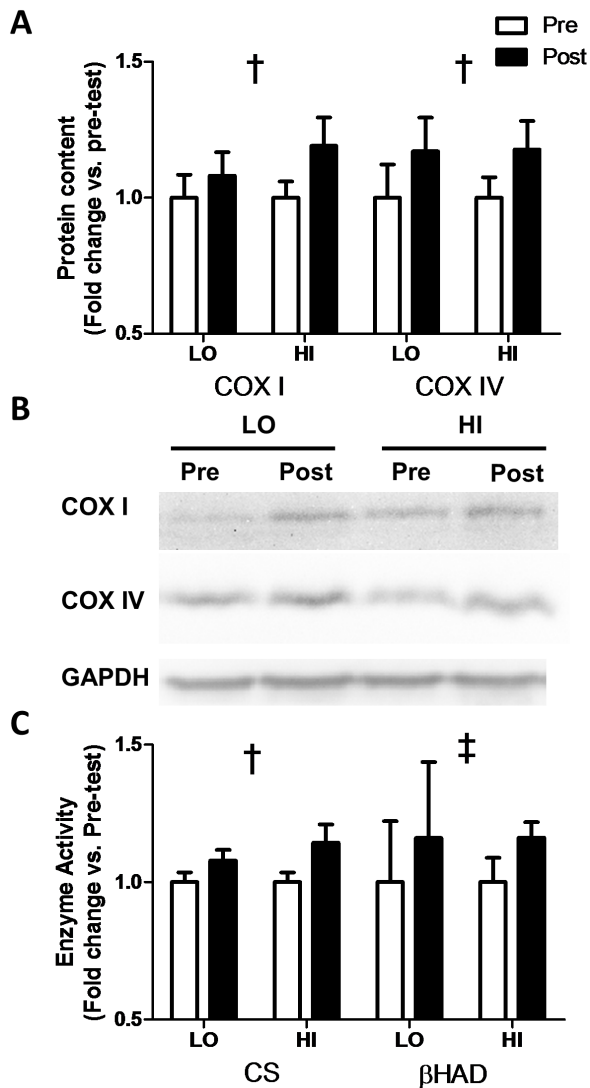 A
Pre
Post
Protein content
(Fold change vs. pre-test)
1.5
†
†
1.0
0.5
LO HI LO HI
COX I COX IV
B
LO HI
Pre Post Pre Post
COX I
COX IV
GAPDH
C
Enzyme Activity
(Fold change vs. Pre-test)
1.5
†
‡
1.0
0.5
LO HI LO HI
CS βHAD